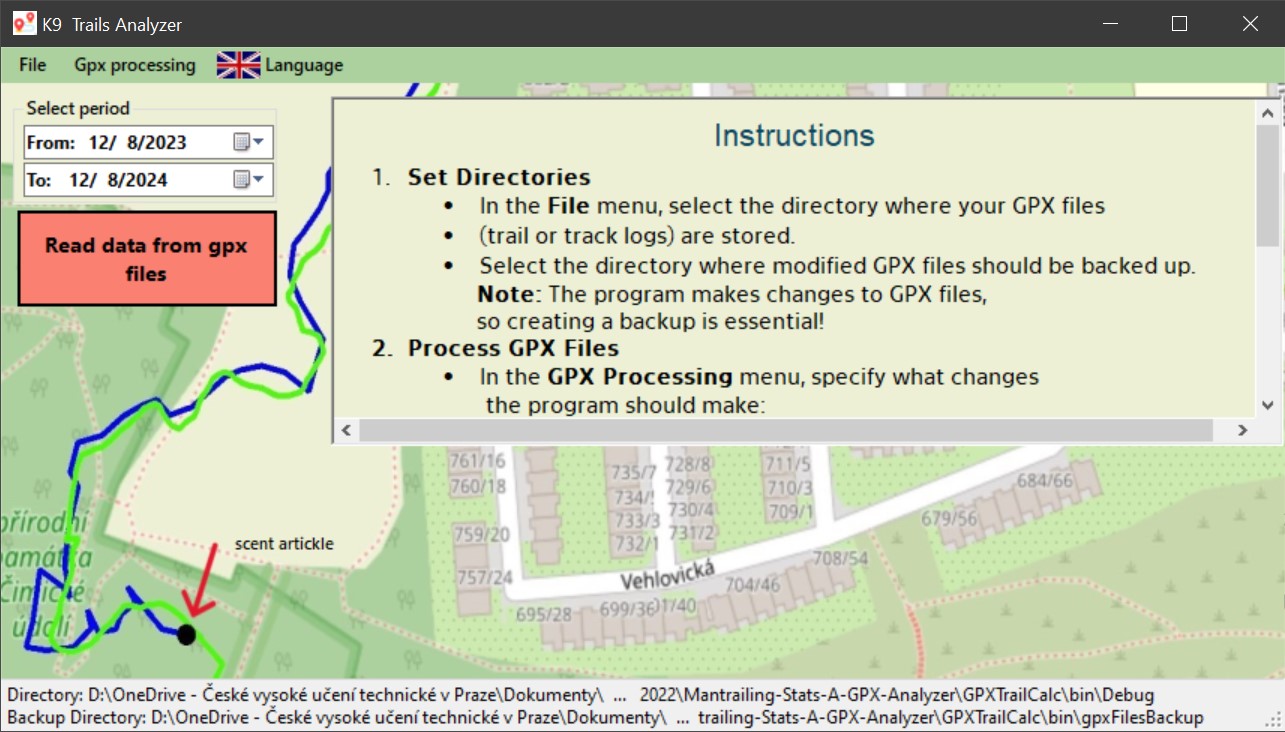 K9 Trails Analyzer
File Gpx processing Language
Select period
From: 12/ 8/2023
To: 12/ 8/2024
Read data from gpx
files
Instructions
1. Set Directories
• In the File menu, select the directory where your GPX files
• (trail or track logs) are stored.
• Select the directory where modified GPX files should be backed up.
Note: The program makes changes to GPX files,
so creating a backup is essential!
2. Process GPX Files
• In the GPX Processing menu, specify what changes
the program should make:
761/16
760/18
759/20
757/24
735/7
733/3
732/1
728/8
729/6
730/4
731/2
711/5
710/3
709/1
684/66
679/56
708/54
Vehlovická
704/46
695/28
699/36
přírodní
památka
Čimické
údolí
scent artickle
Directory: D:\OneDrive - České vysoké učení technické v Praze\Dokumenty\ ... 2022\Mantrailing-Stats-A-GPX-Analyzer\GPXTrailCalc\bin\Debug
Backup Directory: D:\OneDrive - České vysoké učení technické v Praze\Dokumenty\ ... trailing-Stats-A-GPX-Analyzer\GPXTrailCalc\bin\gpxFilesBackup